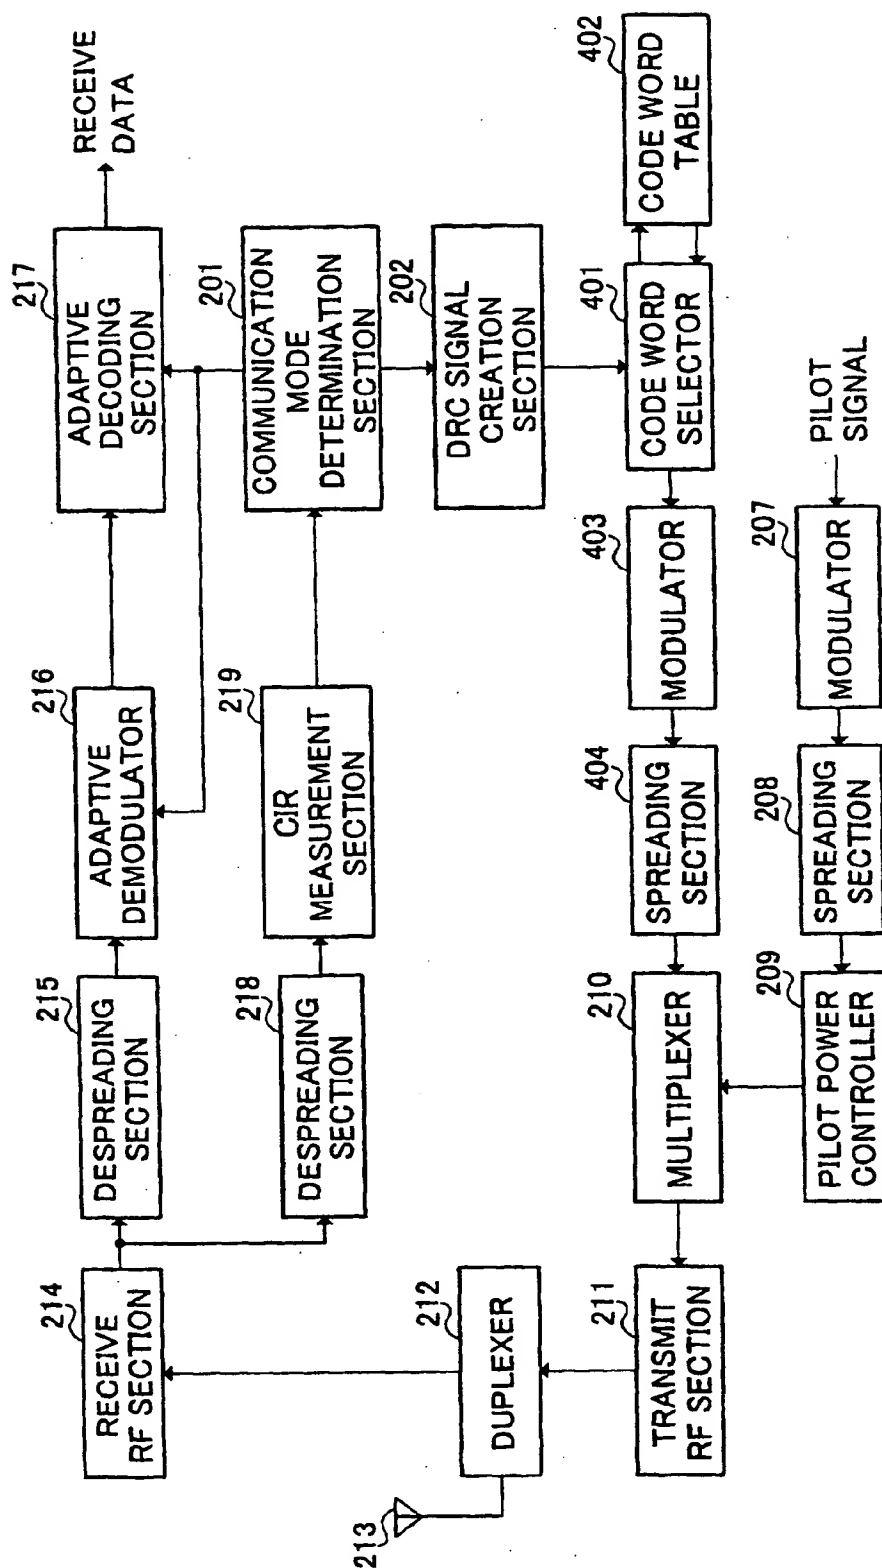 213
214
RECEIVE
RF SECTION
215
DESPREADING
SECTION
216
ADAPTIVE
DEMODULATOR
217
ADAPTIVE
DECODING
SECTION
RECEIVE
DATA
218
DESPREADING
SECTION
219
CIR
MEASUREMENT
SECTION
201
COMMUNICATION
MODE
DETERMINATION
SECTION
212
DUPLEXER
202
DRC SIGNAL
CREATION
SECTION
211
TRANSMIT
RF SECTION
210
MULTIPLEXER
404
SPREADING
SECTION
403
MODULATOR
401
CODE WORD
SELECTOR
402
CODE WORD
TABLE
209
PILOT POWER
CONTROLLER
208
SPREADING
SECTION
207
MODULATOR
PILOT
SIGNAL